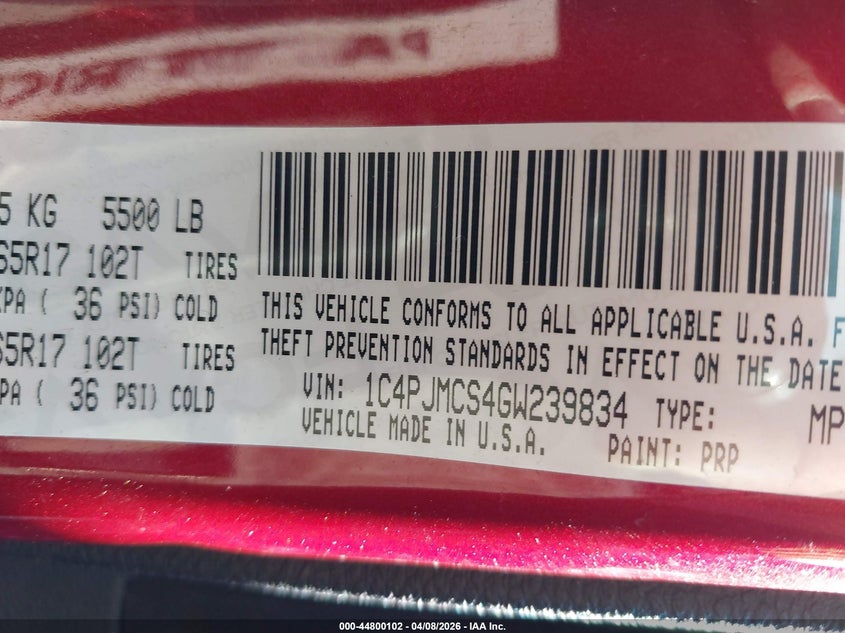 5 KG 5500 LB
65R17 102T TIRES
KPA ( 36 PSI) COLD
65R17 102T TIRES
PA ( 36 PSI) COLD
THIS VEHICLE CONFORMS TO ALL APPLICABLE U.S.A. F
THEFT PREVENTION STANDARDS IN EFFECT ON THE DATE
VIN: 1C4PJMCS4GW239834 TYPE: MP
VEHICLE MADE IN U.S.A. PAINT: PRP
000-44800102 - 04/08/2026 - IAA Inc.